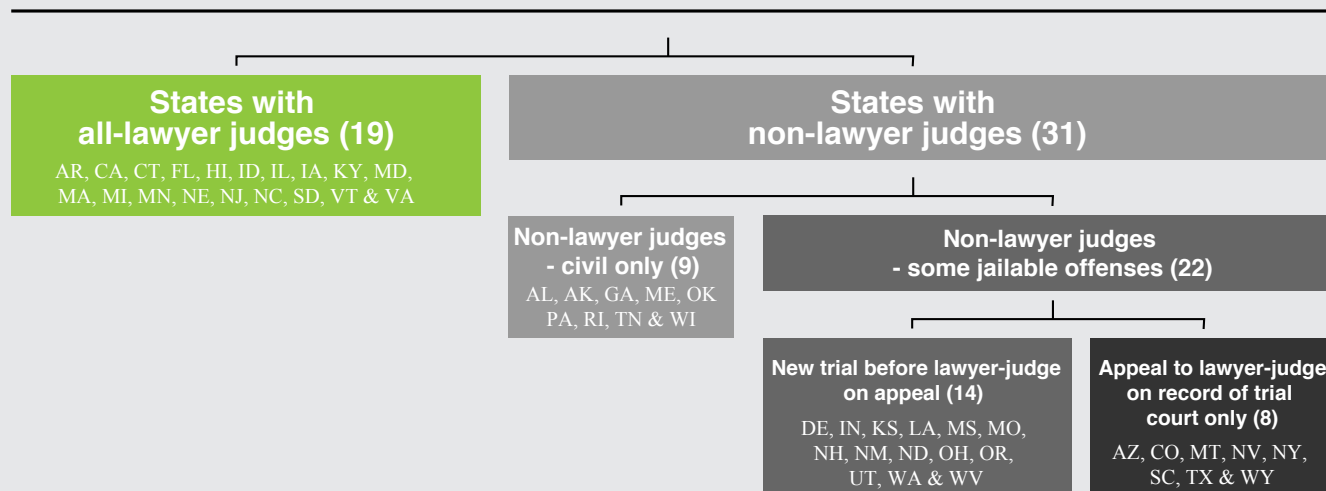 States with
all-lawyer judges (19)
AR, CA, CT, FL, HI, ID, IL, IA, KY, MD,
MA, MI, MN, NE, NJ, NC, SD, VT & VA
States with
non-lawyer judges (31)
Non-lawyer judges
- civil only (9)
AL, AK, GA, ME, OK
PA, RI, TN & WI
Non-lawyer judges
- some jailable offenses (22)
New trial before lawyer-judge
on appeal (14)
DE, IN, KS, LA, MS, MO,
NH, NM, ND, OH, OR,
UT, WA & WV
Appeal to lawyer-judge
on record of trial
court only (8)
AZ, CO, MT, NV, NY,
SC, TX & WY